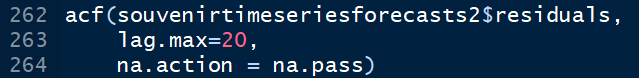 262 acf(souvenirtimeseriesforecasts2$residuals,
263     lag.max=20,
264     na.action = na.pass)